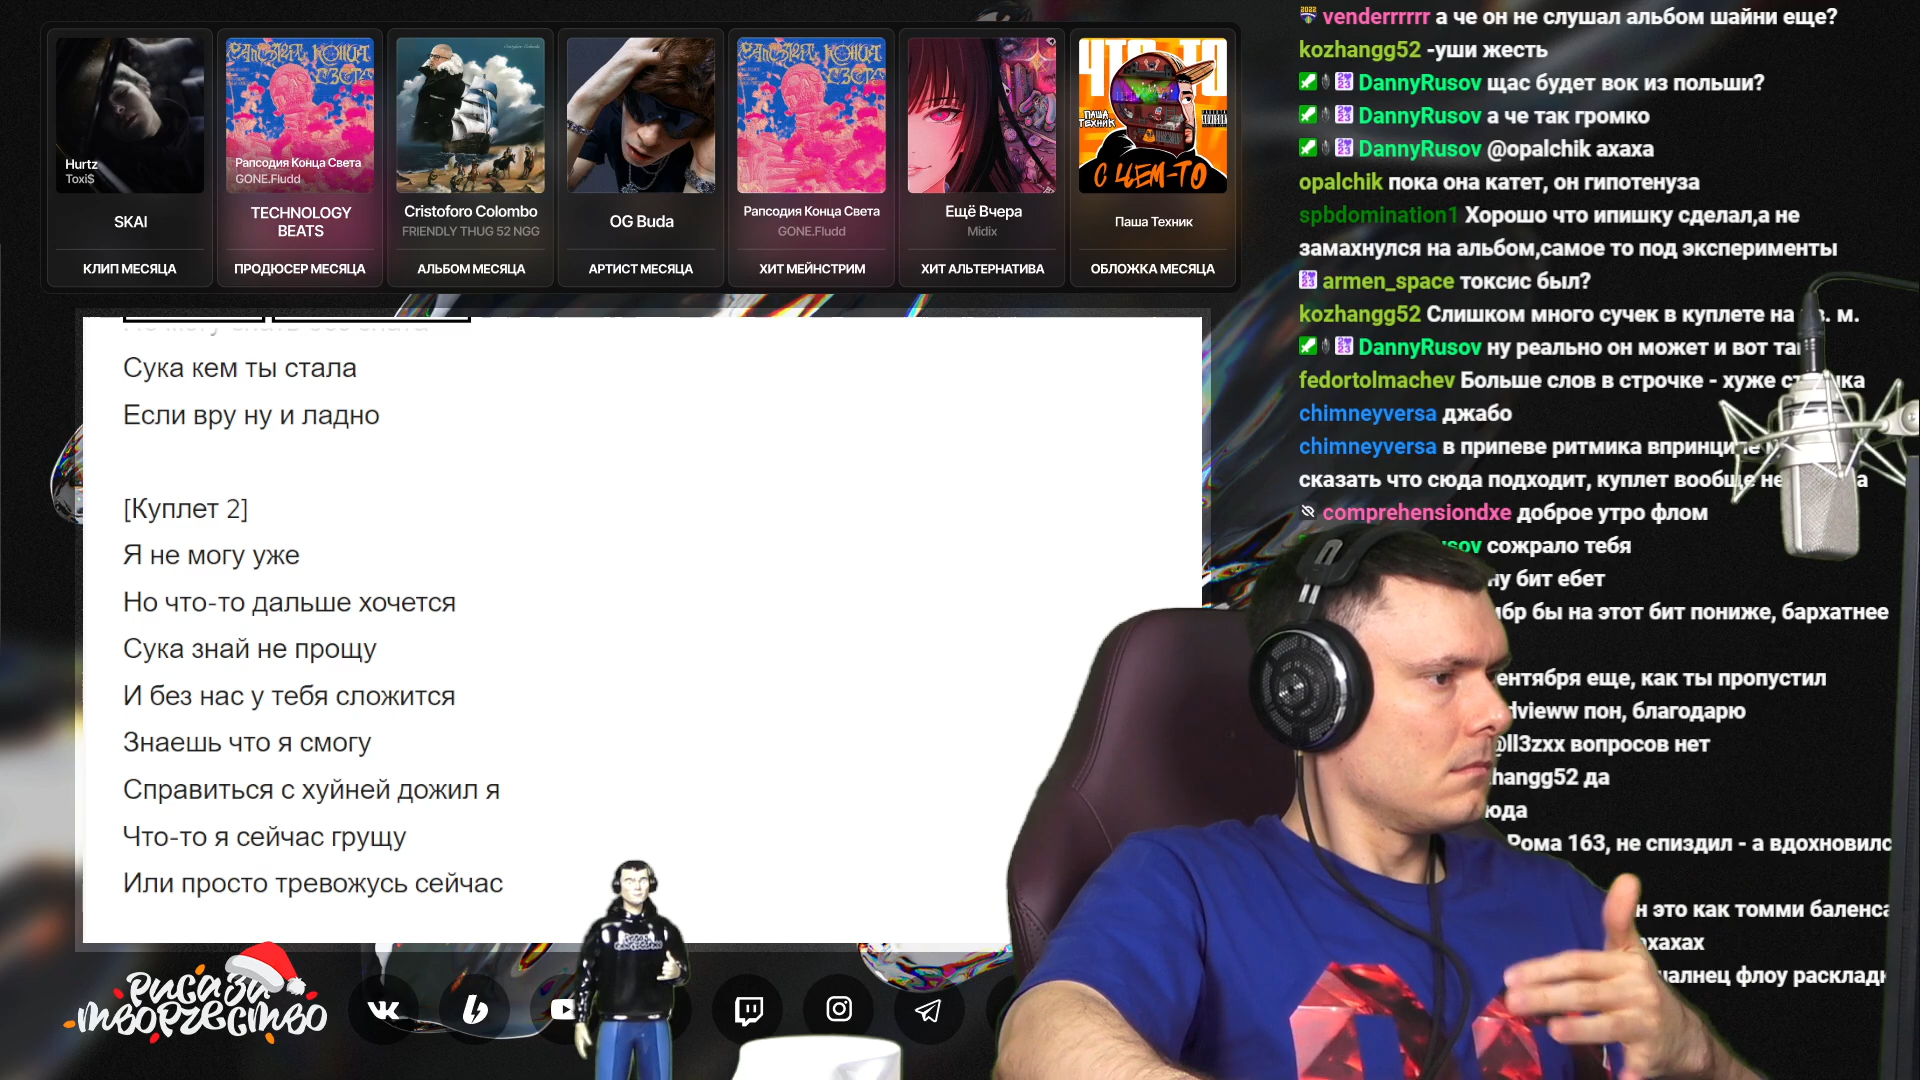 Hurtz
Toxi$
SKAI
КЛИП МЕСЯЦА
Рапсодия Конца Света
GONE.Fludd
TECHNOLOGY
BEATS
ПРОДЮСЕР МЕСЯЦА
Cristoforo Colombo
FRIENDLY THUG 52 NGG
АЛЬБОМ МЕСЯЦА
OG Buda
АРТИСТ МЕСЯЦА
Рапсодия Конца Света
GONE.Fludd
ХИТ МЕЙНСТРИМ
Ещё Вчера
Midix
ХИТ АЛЬТЕРНАТИВА
ЧТО-ТО
ПАША
ТЕХНИК
С ЧЕМ-ТО
Паша Техник
ОБЛОЖКА МЕСЯЦА
Сука кем ты стала
Если вру ну и ладно
[Куплет 2]
Я не могу уже
Но что-то дальше хочется
Сука знай не прощу
И без нас у тебя сложится
Знаешь что я смогу
Справиться с хуйней дожил я
Что-то я сейчас грущу
Или просто тревожусь сейчас
РИСА ЗА
ТВОРЧЕСТВО
venderrrrrr а че он не слушал альбом шайни еще?
kozhangg52 -уши жесть
DannyRusov щас будет вок из польши?
DannyRusov а че так громко
DannyRusov @opalchik ахаха
opalchik пока она катет, он гипотенуза
spbdomination1 Хорошо что ипишку сделал,а не
замахнулся на альбом,самое то под эксперименты
armen_space токсис был?
kozhangg52 Слишком много сучек в куплете на в. м.
DannyRusov ну реально он может и вот
fedortolmachev Больше слов в строчке - хуже
chimneyversa джабо
chimneyversa в припеве ритмика
сказать что сюда подходит, куплет вообще не
comprehensiondxe доброе утро флом
сожрало тебя
ну бит ебет
бы на этот бит пониже, бархатнее
еще, как ты пропустил
пон, благодарю
@ll3zxx вопросов нет
да
Рома 163, не спиздил - а
это как томми
флоу